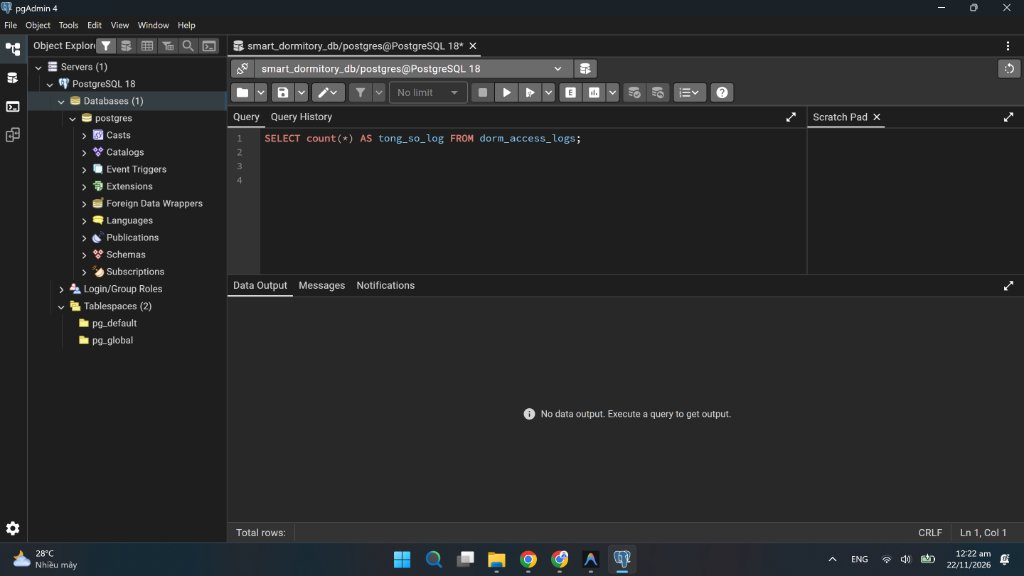 pgAdmin 4
File Object Tools Edit View Window Help
Object Explor
smart_dormitory_db/postgres@PostgreSQL 18*
Servers (1)
PostgreSQL 18
Databases (1)
postgres
Casts
Catalogs
Event Triggers
Extensions
Foreign Data Wrappers
Languages
Publications
Schemas
Subscriptions
Login/Group Roles
Tablespaces (2)
pg_default
pg_global
smart_dormitory_db/postgres@PostgreSQL 18
No limit
E
Query Query History
Scratch Pad
1 SELECT count(*) AS tong_so_log FROM dorm_access_logs;
2
3
4
Data Output Messages Notifications
No data output. Execute a query to get output.
Total rows:
CRLF Ln 1, Col 1
28°C
Nhiều mây
ENG
12:22 am
22/11/2026